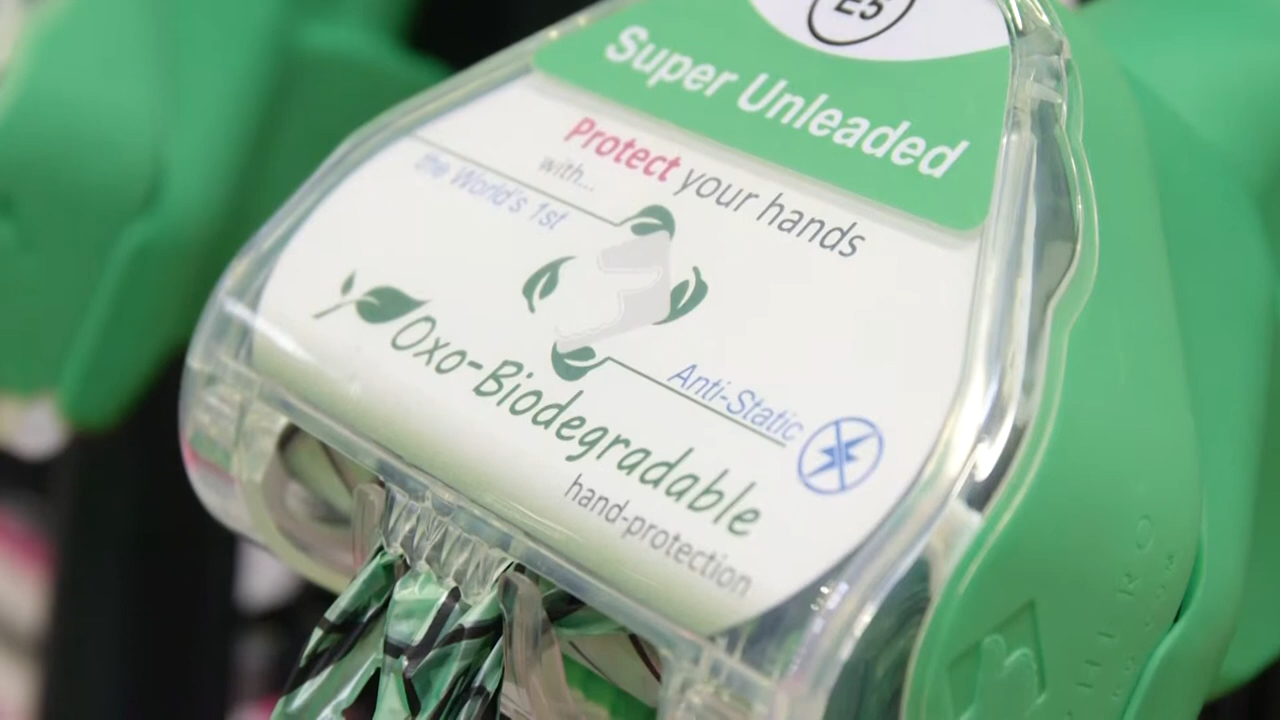 E5
Super Unleaded
Protect your hands
with...
the World's 1st
Oxo-Biodegradable
Anti-Static
hand-protection